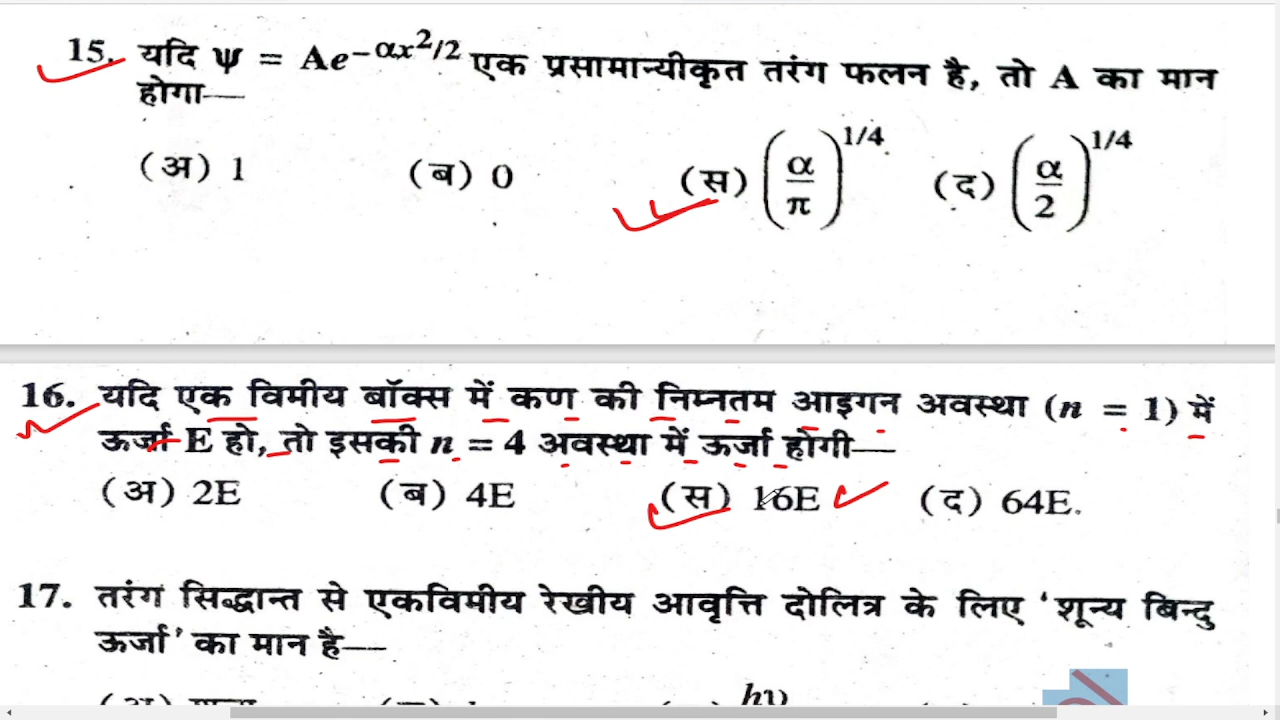 15. यदि ψ = Ae^{-αx²/2} एक प्रसामान्यीकृत तरंग फलन है, तो A का मान
होगा—
(अ) 1 (ब) 0 (स) (α/π)^{1/4} (द) (α/2)^{1/4}
16. यदि एक विमीय बॉक्स में कण की निम्नतम आइगन अवस्था (n = 1) में
ऊर्जा E हो, तो इसकी n = 4 अवस्था में ऊर्जा होगी—
(अ) 2E (ब) 4E (स) 16E (द) 64E.
17. तरंग सिद्धान्त से एकविमीय रेखीय आवृत्ति दोलित्र के लिए 'शून्य बिन्दु
ऊर्जा' का मान है—
hυ